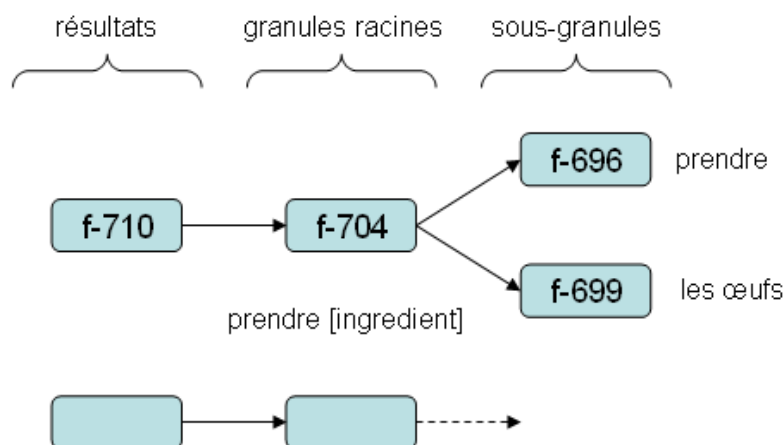 résultats
granules racines
sous-granules
f-696 prendre
f-710
f-704
f-699 les œufs
prendre [ingredient]